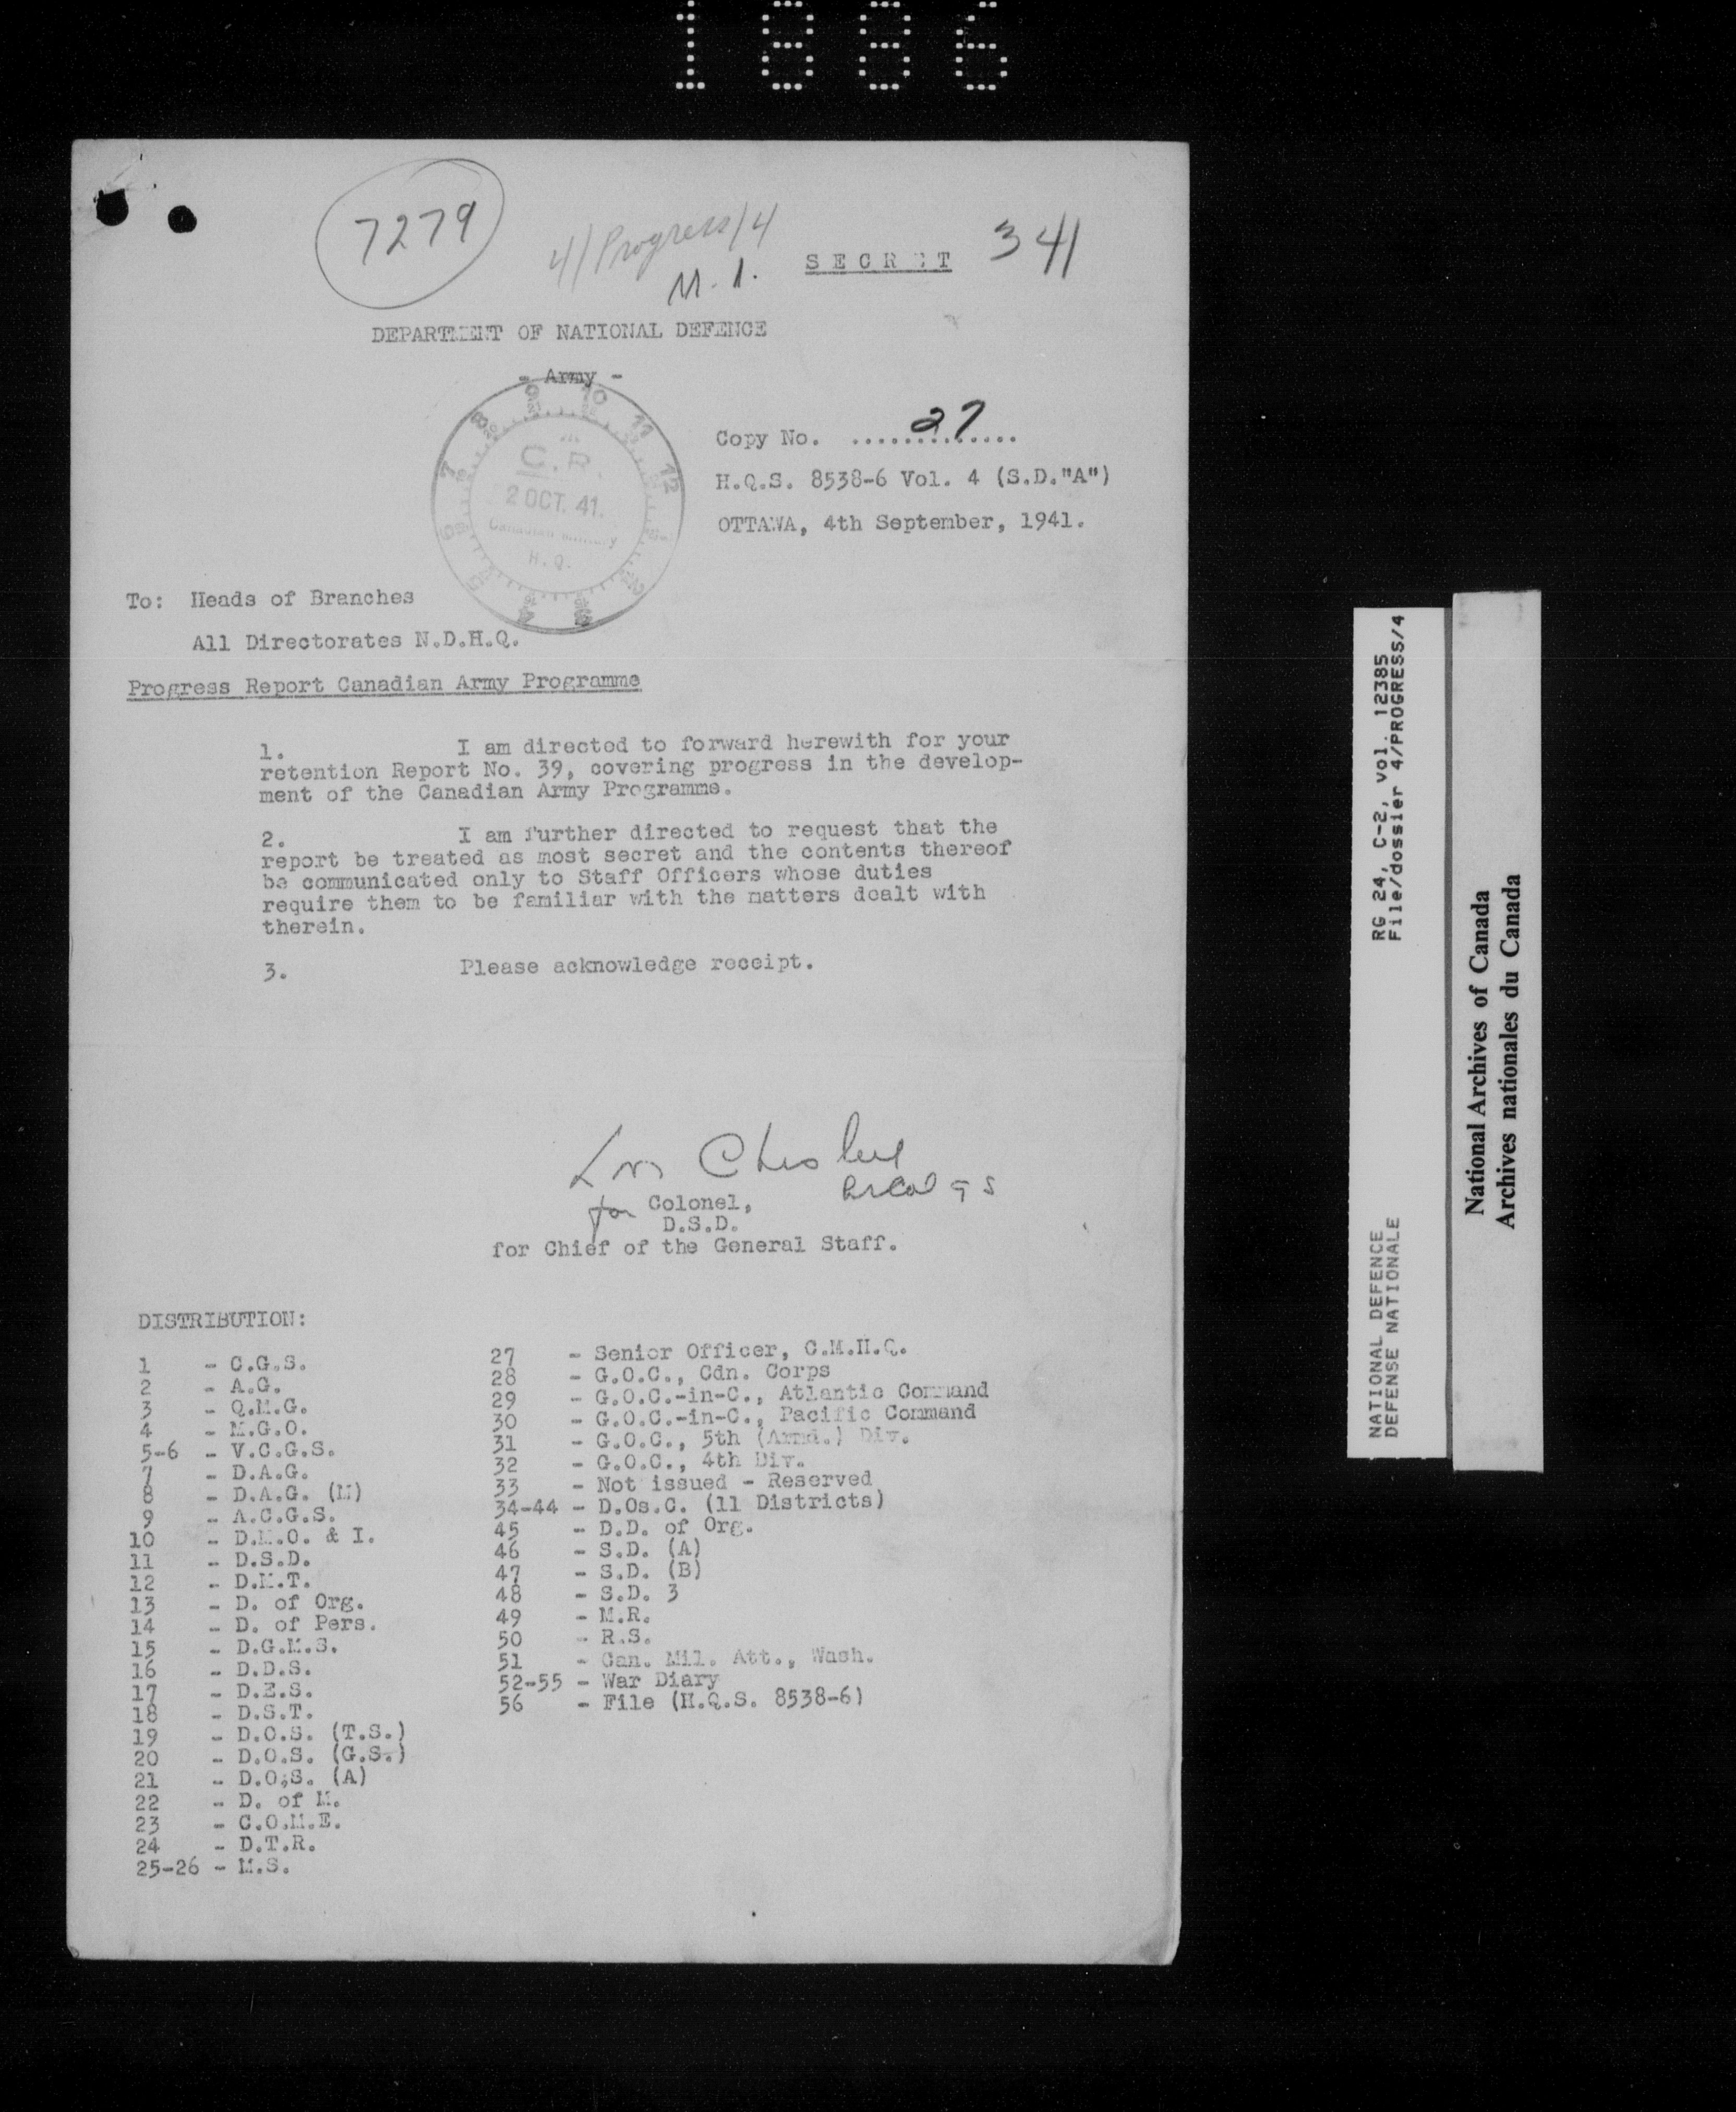 1886
7279
4/Progress/4
M. 1.
SECRET
341
DEPARTMENT OF NATIONAL DEFENCE
- Army -
Copy No. .............. 27
H.Q.S. 8538-6 Vol. 4 (S.D."A")
OTTAWA, 4th September, 1941.
7 8 9 10 11 12
C.R.
2 OCT. 41.
Canadian Military
H.Q.
To: Heads of Branches
All Directorates N.D.H.Q.
Progress Report Canadian Army Programme
1. I am directed to forward herewith for your
retention Report No. 39, covering progress in the develop-
ment of the Canadian Army Programme.
2. I am further directed to request that the
report be treated as most secret and the contents thereof
be communicated only to Staff Officers whose duties
require them to be familiar with the matters dealt with
therein.
3. Please acknowledge receipt.
for Colonel,
D.S.D.
for Chief of the General Staff.
DISTRIBUTION:
1 - C.G.S.
2 - A.G.
3 - Q.M.G.
4 - M.G.O.
5-6 - V.C.G.S.
7 - D.A.G.
8 - D.A.G. (M)
9 - A.C.G.S.
10 - D.M.O. & I.
11 - D.S.D.
12 - D.M.T.
13 - D. of Org.
14 - D. of Pers.
15 - D.G.M.S.
16 - D.D.S.
17 - D.E.S.
18 - D.S.T.
19 - D.O.S. (T.S.)
20 - D.O.S. (G.S.)
21 - D.O.S. (A)
22 - D. of M.
23 - C.O.M.E.
24 - D.T.R.
25-26 - M.S.
27 - Senior Officer, C.M.H.Q.
28 - G.O.C., Cdn. Corps
29 - G.O.C.-in-C., Atlantic Command
30 - G.O.C.-in-C., Pacific Command
31 - G.O.C., 5th (Armd.) Div.
32 - G.O.C., 4th Div.
33 - Not issued - Reserved
34-44 - D.Os.C. (11 Districts)
45 - D.D. of Org.
46 - S.D. (A)
47 - S.D. (B)
48 - S.D. 3
49 - M.R.
50 - R.S.
51 - Can. Mil. Att., Wash.
52-55 - War Diary
56 - File (H.Q.S. 8538-6)
NATIONAL DEFENCE RG 24, C-2, vol. 12385
DEFENSE NATIONALE File/dossier 4/PROGRESS/4
National Archives of Canada
Archives nationales du Canada